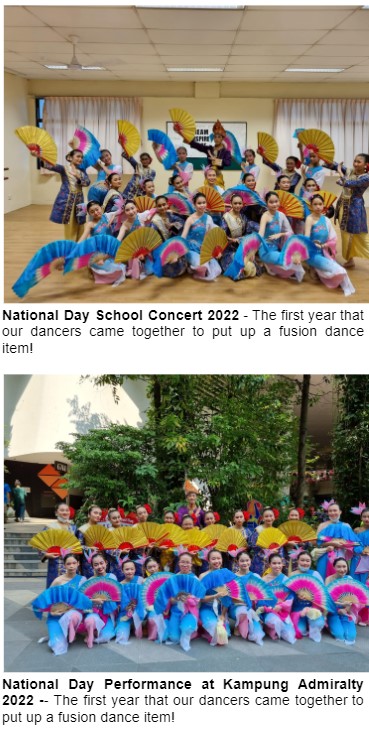 National Day School Concert 2022 - The first year that
our dancers came together to put up a fusion dance
item!
National Day Performance at Kampung Admiralty
2022 -- The first year that our dancers came together to
put up a fusion dance item!